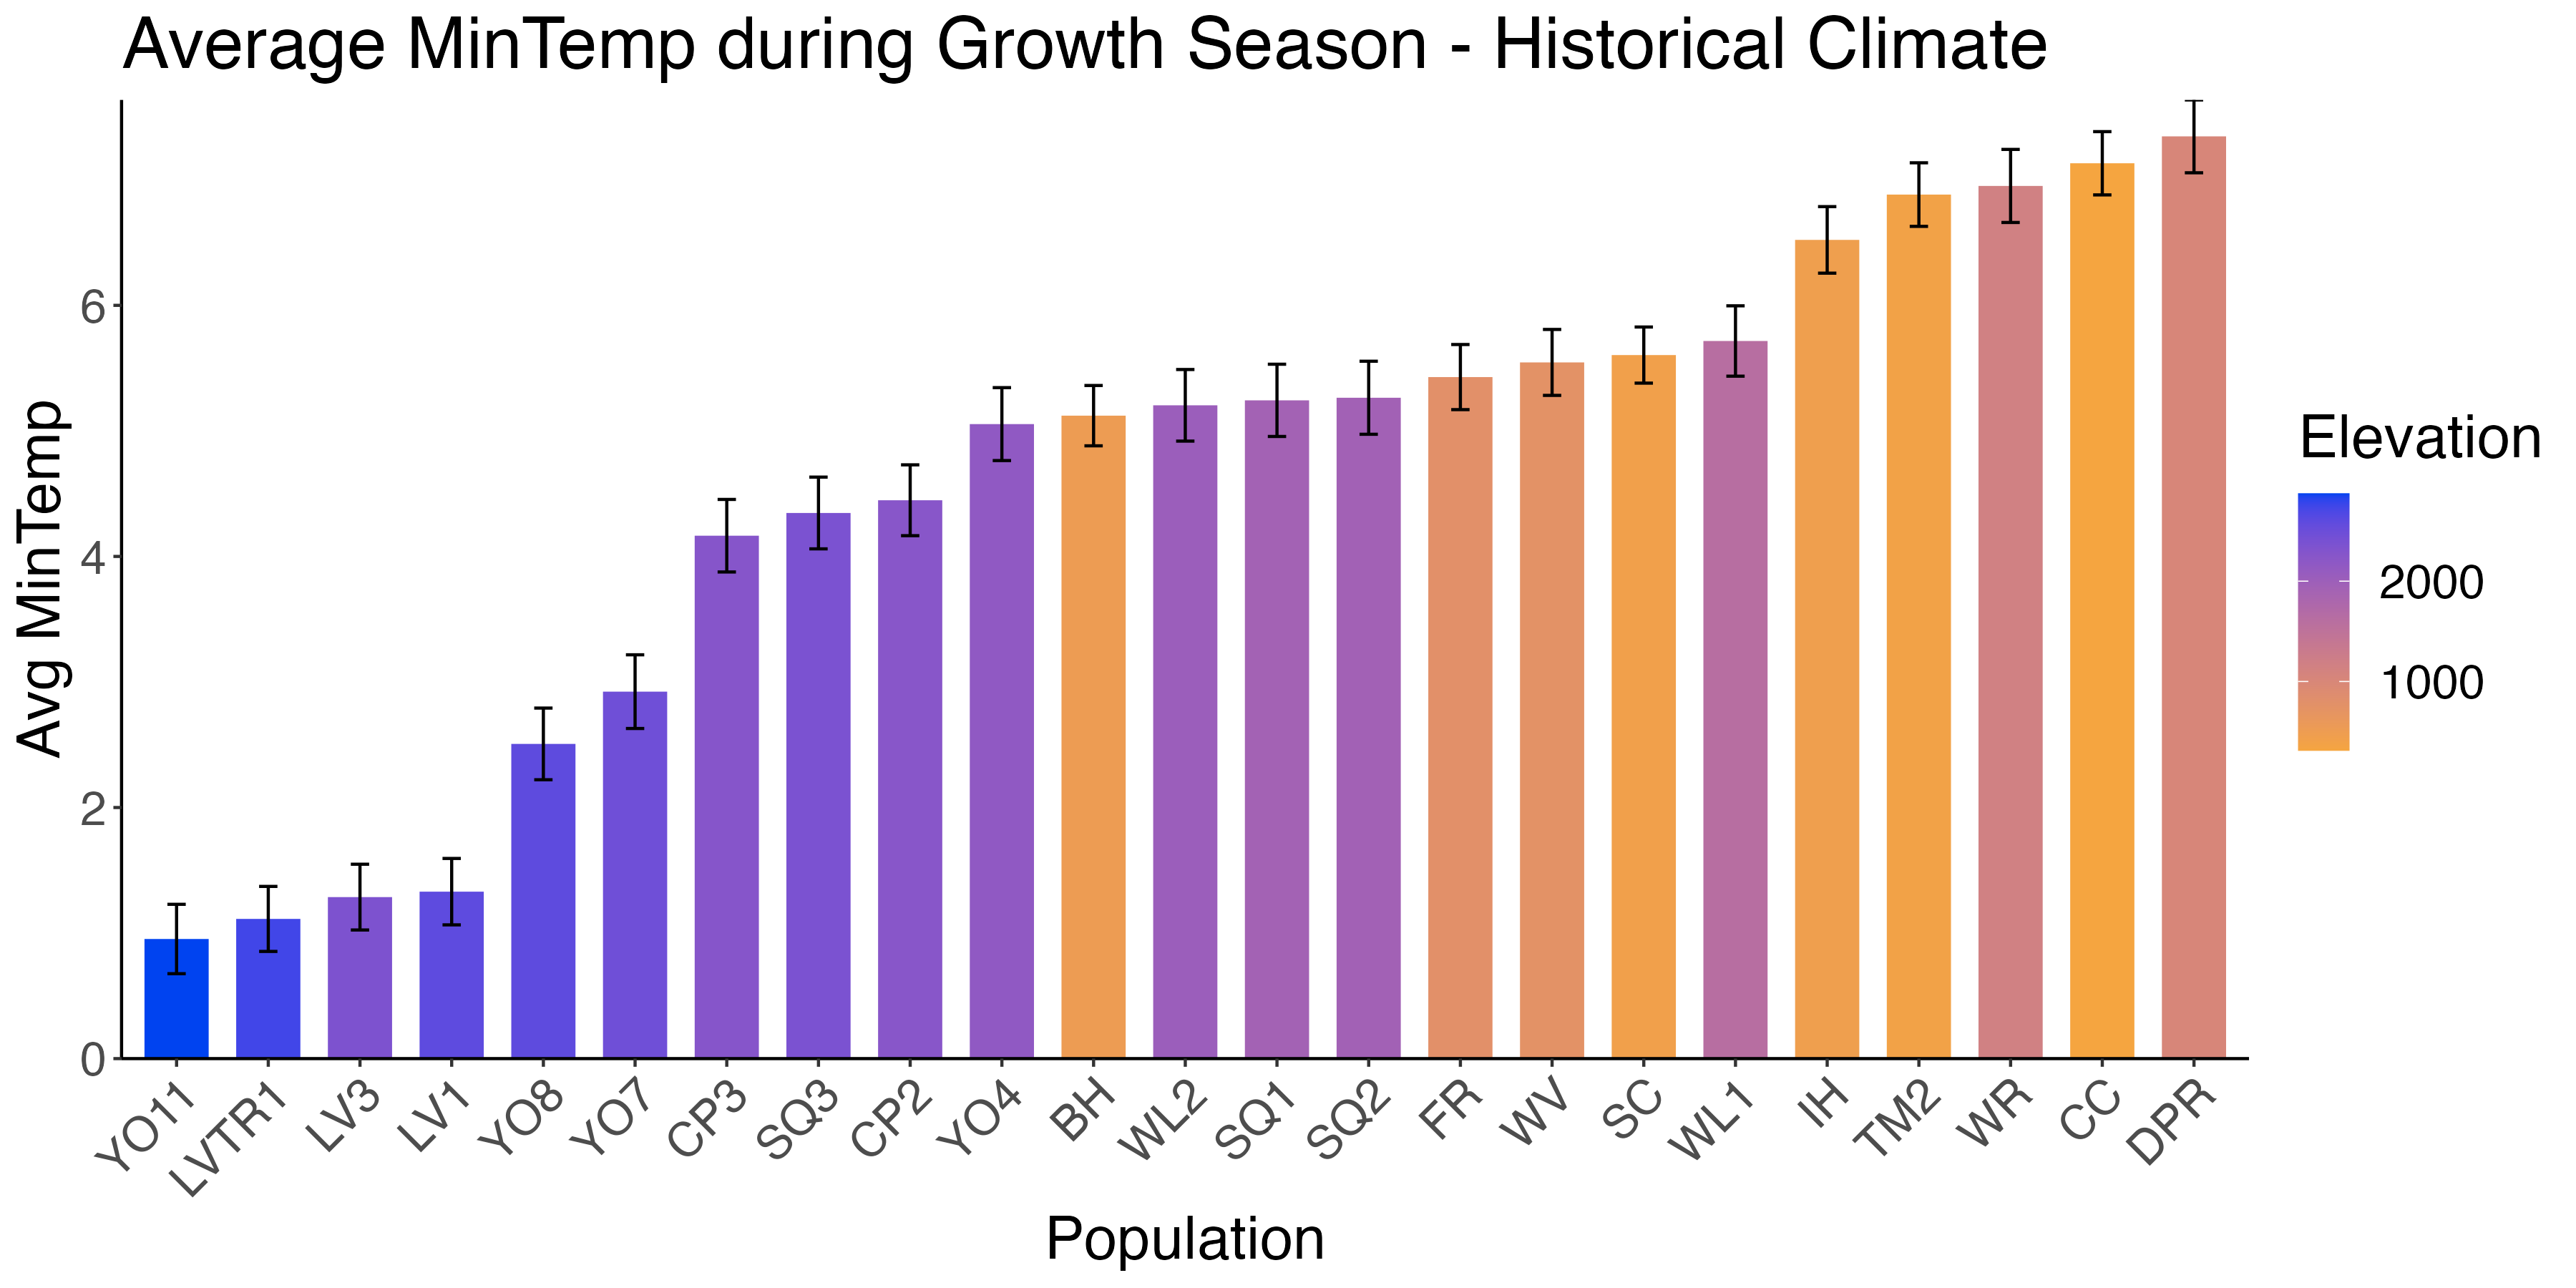 Average MinTemp during Growth Season - Historical Climate
Avg MinTemp
6
4
2
0
YO11
LVTR1
LV3
LV1
YO8
YO7
CP3
SQ3
CP2
YO4
BH
WL2
SQ1
SQ2
FR
WV
SC
WL1
IH
TM2
WR
CC
DPR
Population
Elevation
2000
1000